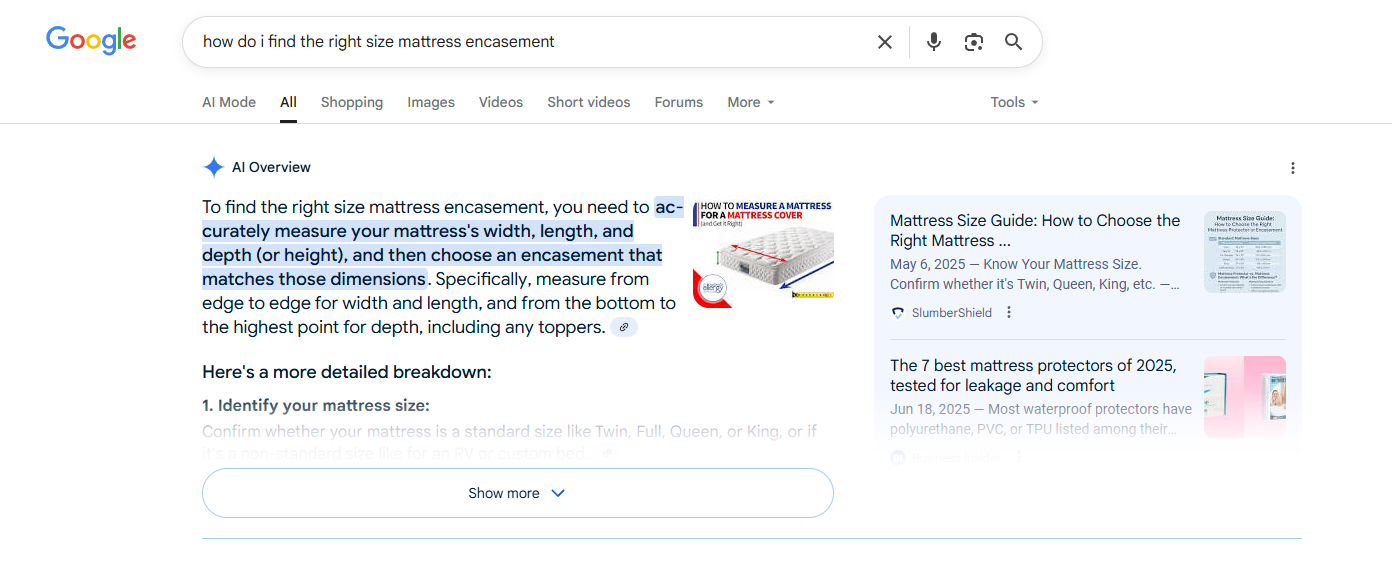 Google
how do i find the right size mattress encasement
AI Mode
All
Shopping
Images
Videos
Short videos
Forums
More
Tools
AI Overview
To find the right size mattress encasement, you need to ac-
curately measure your mattress's width, length, and
depth (or height), and then choose an encasement that
matches those dimensions. Specifically, measure from
edge to edge for width and length, and from the bottom to
the highest point for depth, including any toppers.
HOW TO MEASURE A MATTRESS
FOR A MATTRESS COVER
(and Get It Right)
allergy
Here's a more detailed breakdown:
1. Identify your mattress size:
Confirm whether your mattress is a standard size like Twin, Full, Queen, or King, or if
it's a non-standard size like for an RV or custom bed.
Show more
Mattress Size Guide: How to Choose the
Right Mattress ...
May 6, 2025 — Know Your Mattress Size.
Confirm whether it's Twin, Queen, King, etc. —...
SlumberShield
Mattress Size Guide:
How to Choose the Right
Mattress Protector or Encasement
The 7 best mattress protectors of 2025,
tested for leakage and comfort
Jun 18, 2025 — Most waterproof protectors have
polyurethane, PVC, or TPU listed among their...
Business Insider